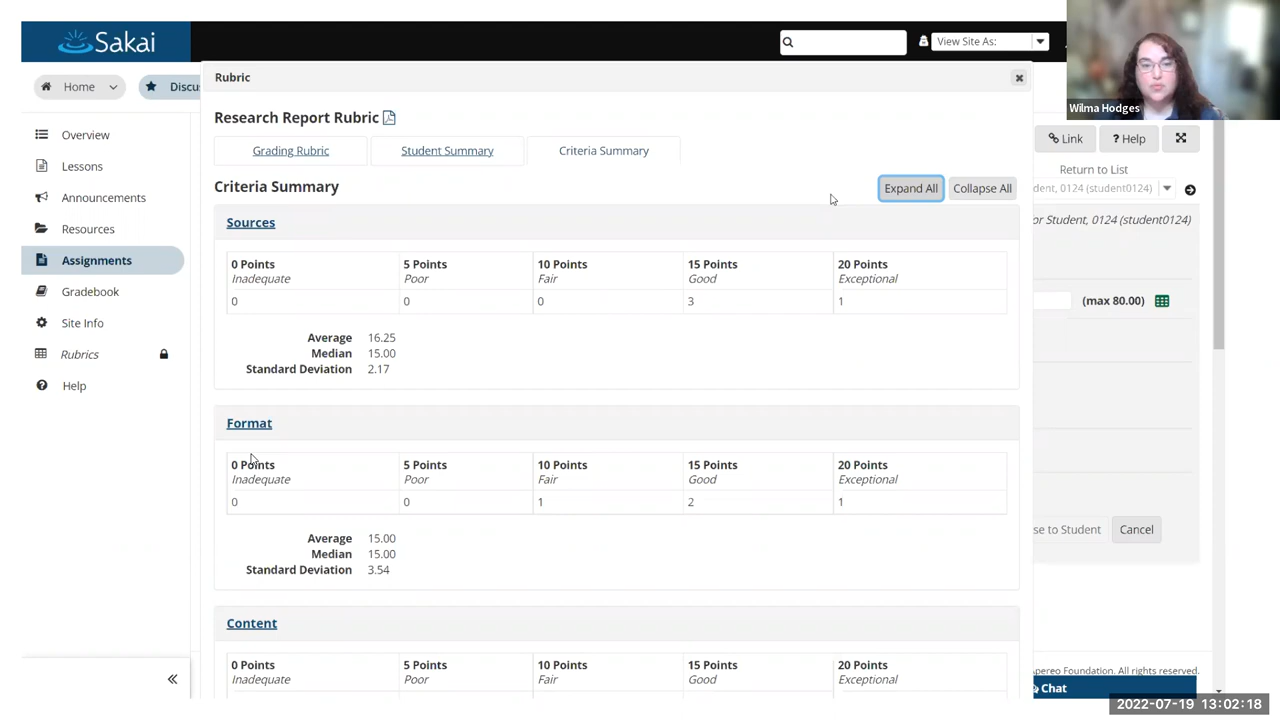 Sakai
View Site As:
Wilma Hodges
Home
Discu
Rubric
Overview
Lessons
Announcements
Resources
Assignments
Gradebook
Site Info
Rubrics
Help
Research Report Rubric
Grading Rubric
Student Summary
Criteria Summary
Criteria Summary
Expand All
Collapse All
Sources
0 Points 5 Points 10 Points 15 Points 20 Points
Inadequate Poor Fair Good Exceptional
0 0 0 3 1
Average 16.25
Median 15.00
Standard Deviation 2.17
Format
0 Points 5 Points 10 Points 15 Points 20 Points
Inadequate Poor Fair Good Exceptional
0 0 1 2 1
Average 15.00
Median 15.00
Standard Deviation 3.54
Content
0 Points 5 Points 10 Points 15 Points 20 Points
Inadequate Poor Fair Good Exceptional
Link
? Help
Return to List
dent, 0124 (student0124)
or Student, 0124 (student0124)
(max 80.00)
se to Student
Cancel
Apereo Foundation. All rights reserved.
Chat
2022-07-19 13:02:18